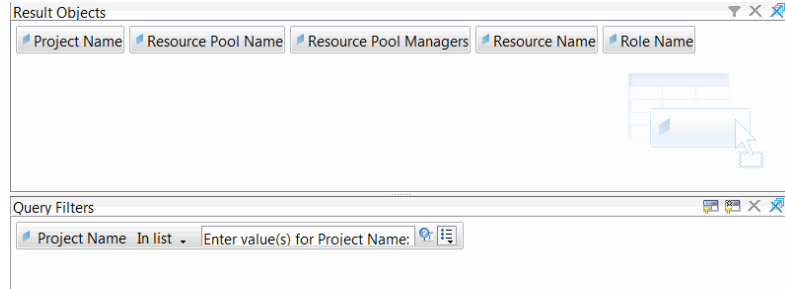 Result Objects
Project Name Resource Pool Name Resource Pool Managers Resource Name Role Name
Query Filters
Project Name In list Enter value(s) for Project Name: